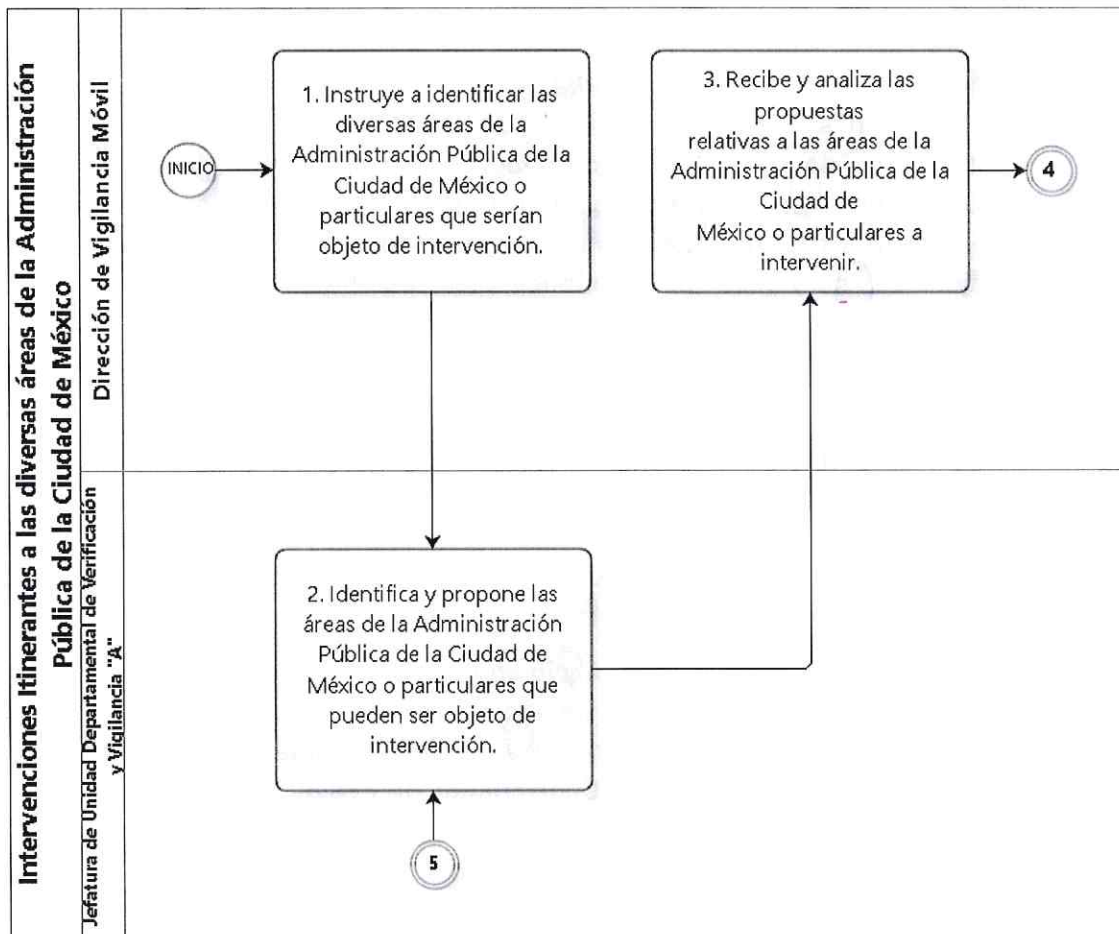 Intervenciones Itinerantes a las diversas áreas de la Administración
Pública de la Ciudad de México
Dirección de Vigilancia Móvil
INICIO
1. Instruye a identificar las
diversas áreas de la
Administración Pública de la
Ciudad de México o
particulares que serían
objeto de intervención.
3. Recibe y analiza las
propuestas
relativas a las áreas de la
Administración Pública de la
Ciudad de
México o particulares a
intervenir.
4
Jefatura de Unidad Departamental de Verificación
y Vigilancia "A"
2. Identifica y propone las
áreas de la Administración
Pública de la Ciudad de
México o particulares que
pueden ser objeto de
intervención.
5